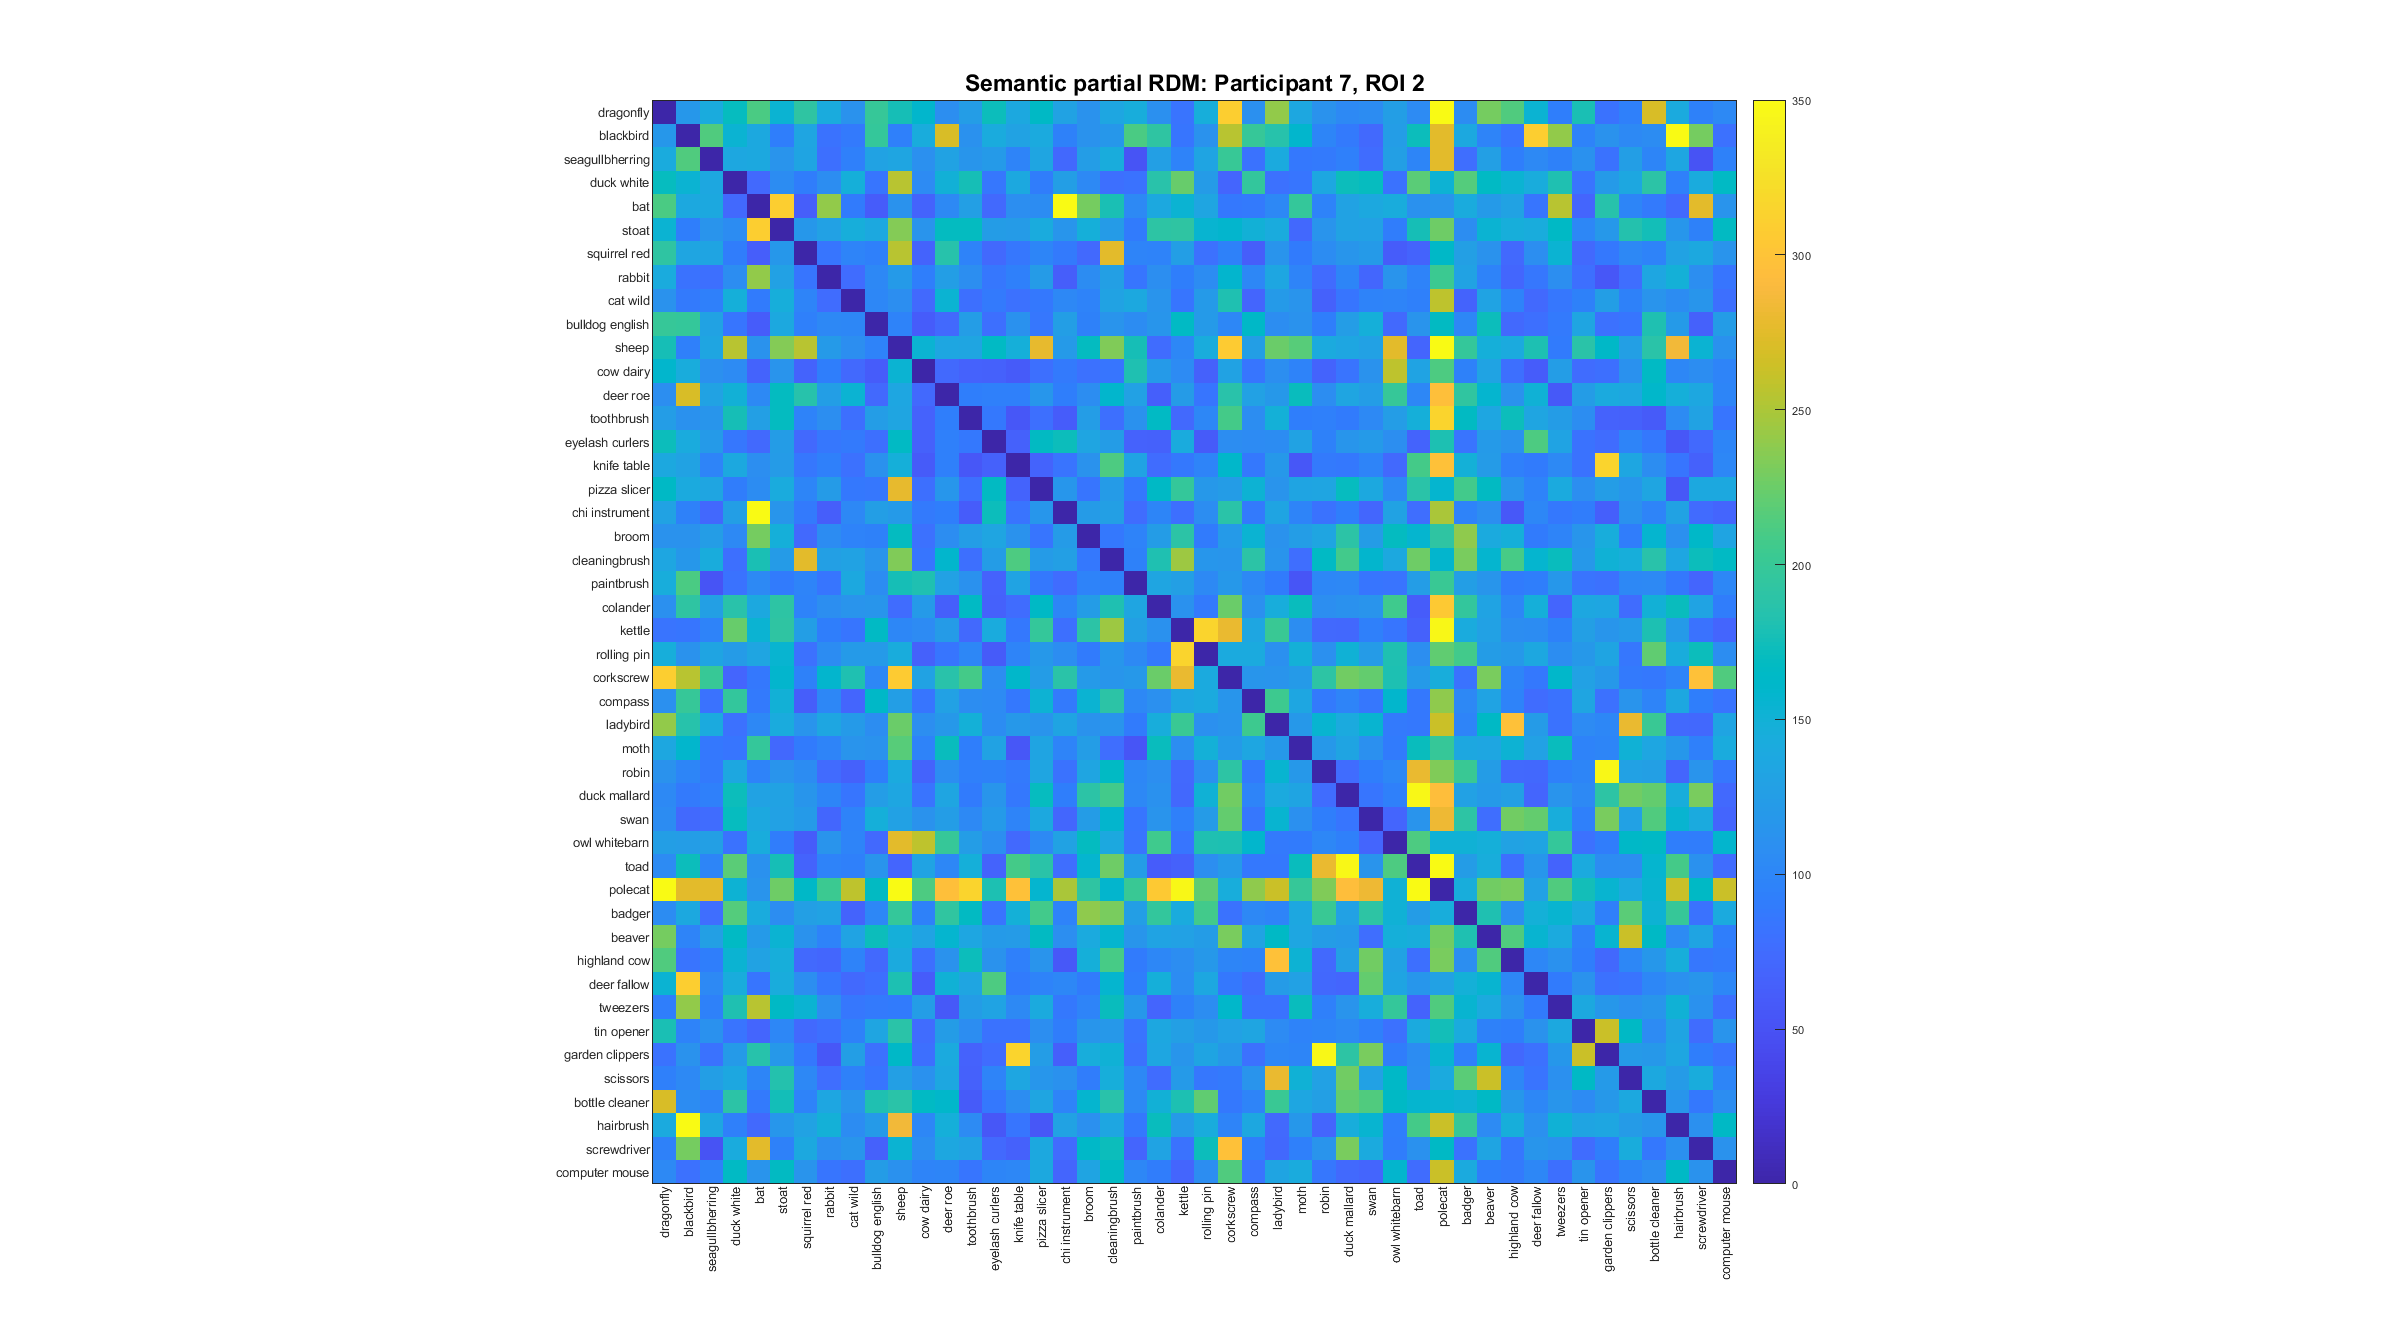 Semantic partial RDM: Participant 7, ROI 2
dragonfly
blackbird
seagullbherring
duck white
bat
stoat
squirrel red
rabbit
cat wild
bulldog english
sheep
cow dairy
deer roe
toothbrush
eyelash curlers
knife table
pizza slicer
chi instrument
broom
cleaningbrush
paintbrush
colander
kettle
rolling pin
corkscrew
compass
ladybird
moth
robin
duck mallard
swan
owl whitebarn
toad
polecat
badger
beaver
highland cow
deer fallow
tweezers
tin opener
garden clippers
scissors
bottle cleaner
hairbrush
screwdriver
computer mouse
dragonfly
blackbird
seagullbherring
duck white
bat
stoat
squirrel red
rabbit
cat wild
bulldog english
sheep
cow dairy
deer roe
toothbrush
eyelash curlers
knife table
pizza slicer
chi instrument
broom
cleaningbrush
paintbrush
colander
kettle
rolling pin
corkscrew
compass
ladybird
moth
robin
duck mallard
swan
owl whitebarn
toad
polecat
badger
beaver
highland cow
deer fallow
tweezers
tin opener
garden clippers
scissors
bottle cleaner
hairbrush
screwdriver
computer mouse
350
300
250
200
150
100
50
0